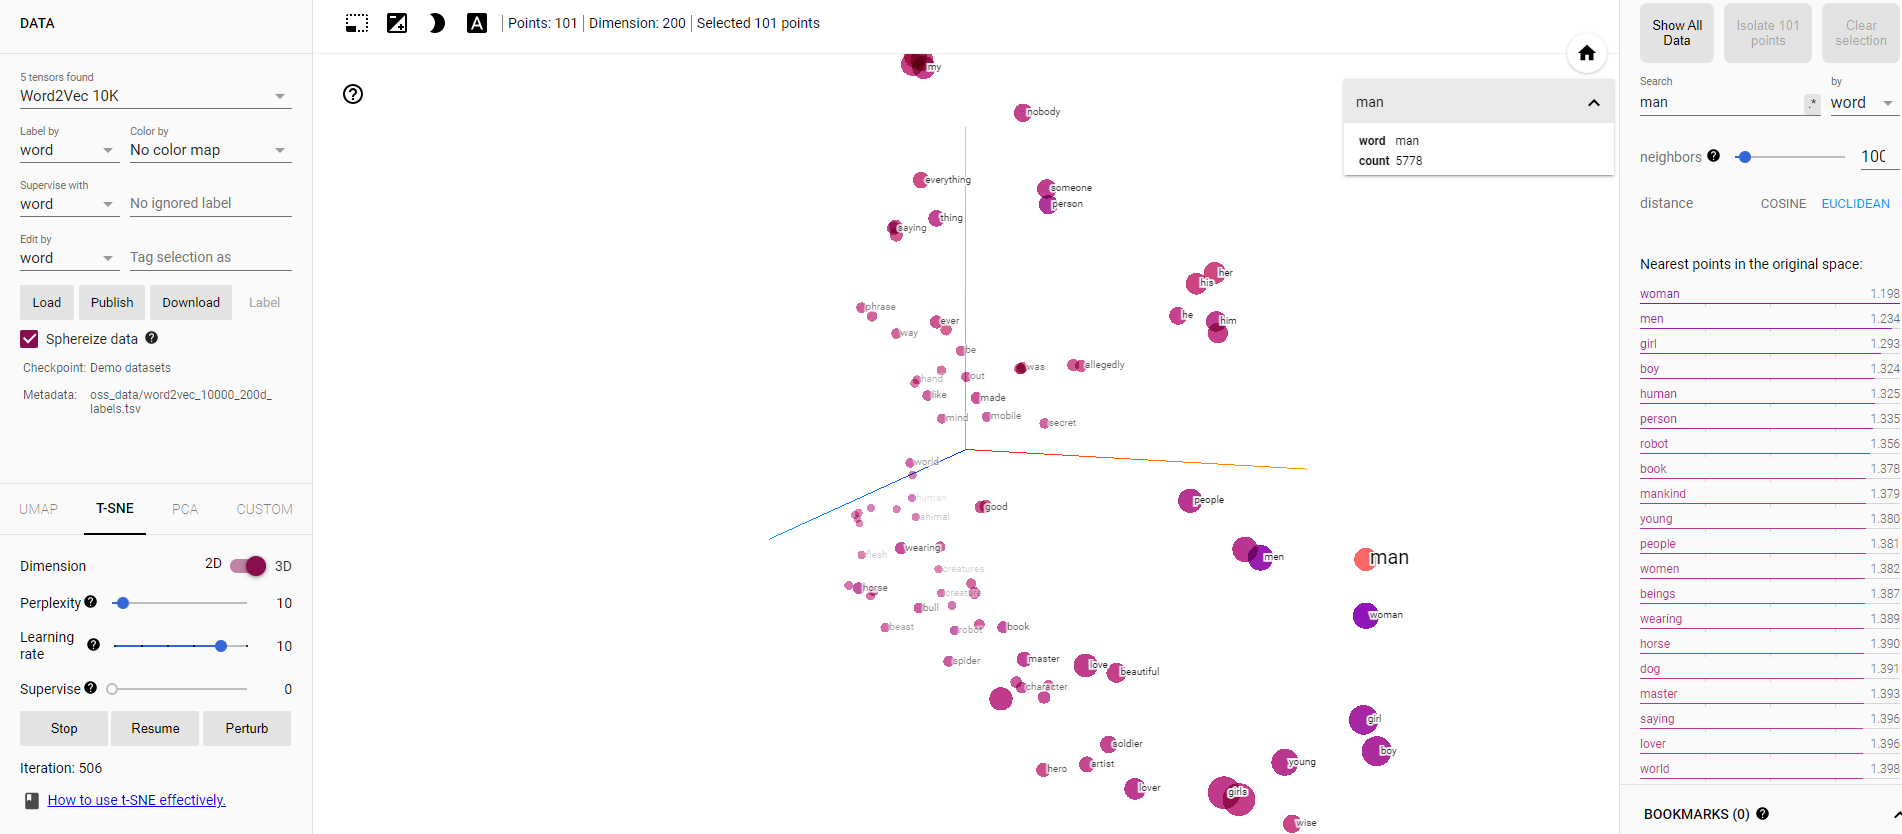 DATA
5 tensors found
Word2Vec 10K
Label by
Color by
word
No color map
Supervise with
word
No ignored label
Edit by
word
Tag selection as
Load
Publish
Download
Label
Sphereize data
Checkpoint: Demo datasets
Metadata: oss_data/word2vec_10000_200d_
labels.tsv
UMAP
T-SNE
PCA
CUSTOM
Dimension
2D
3D
Perplexity
10
Learning
rate
10
Supervise
0
Stop
Resume
Perturb
Iteration: 506
How to use t-SNE effectively.
A
Points: 101
Dimension: 200
Selected 101 points
my
nobody
everything
someone
person
thing
saying
her
his
phrase
he
him
ever
way
be
was
allegedly
out
hand
like
made
mind
mobile
secret
world
human
people
good
animal
wearing
flesh
men
man
creatures
horse
creature
bull
woman
beast
robot
book
spider
master
love
beautiful
character
girl
soldier
boy
hero
artist
young
lover
girls
wise
man
word man
count 5778
Show All
Data
Isolate 101
points
Clear
selection
Search
by
man
.*
word
neighbors
100
distance
COSINE
EUCLIDEAN
Nearest points in the original space:
woman 1.198
men 1.234
girl 1.293
boy 1.324
human 1.325
person 1.335
robot 1.356
book 1.378
mankind 1.379
young 1.380
people 1.381
women 1.382
beings 1.387
wearing 1.389
horse 1.390
dog 1.391
master 1.393
saying 1.396
lover 1.396
world 1.398
BOOKMARKS (0)